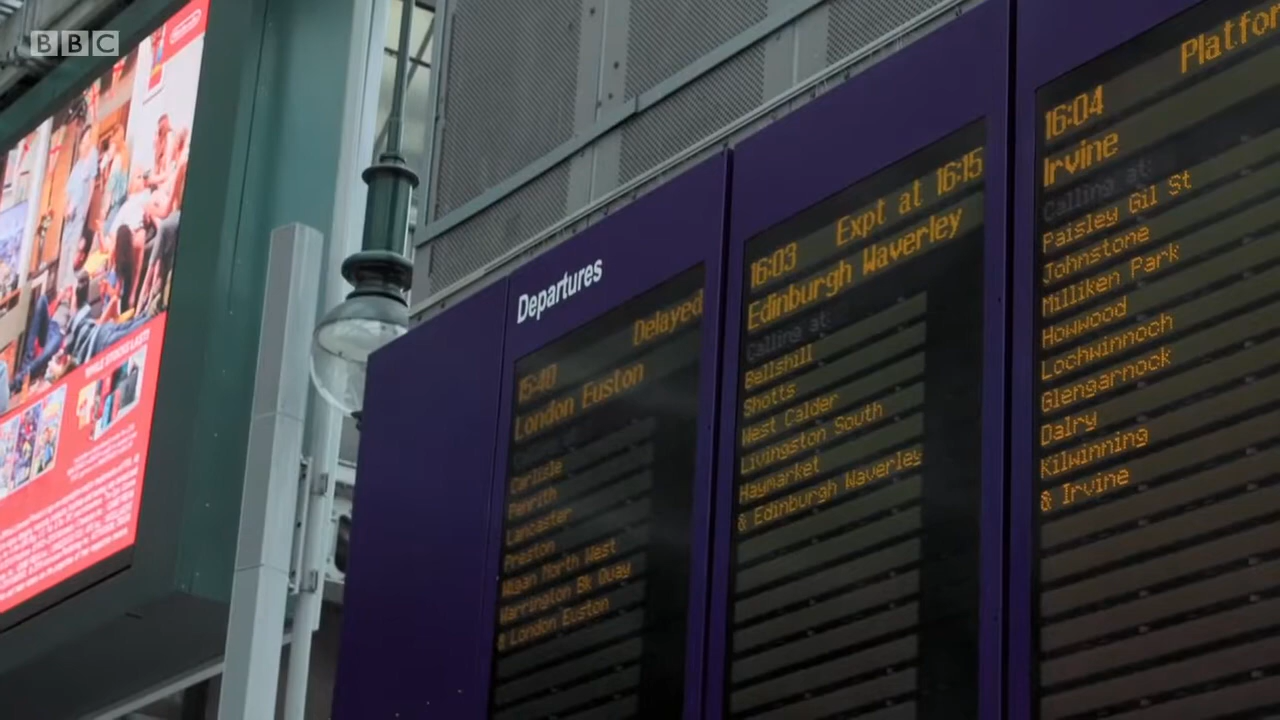 BBC
Nintendo
Departures
15:40
Delayed
London Euston
Carlisle
Penrith
Lancaster
Preston
Wigan North West
Warrington Bk Quay
& London Euston
16:03
Expt at 16:15
Edinburgh Waverley
Calling at:
Bellshill
Shotts
West Calder
Livingston South
Haymarket
& Edinburgh Waverley
16:04
Irvine
Calling at:
Paisley Gil St
Johnstone
Milliken Park
Howwood
Lochwinnoch
Glengarnock
Dalry
Kilwinning
& Irvine